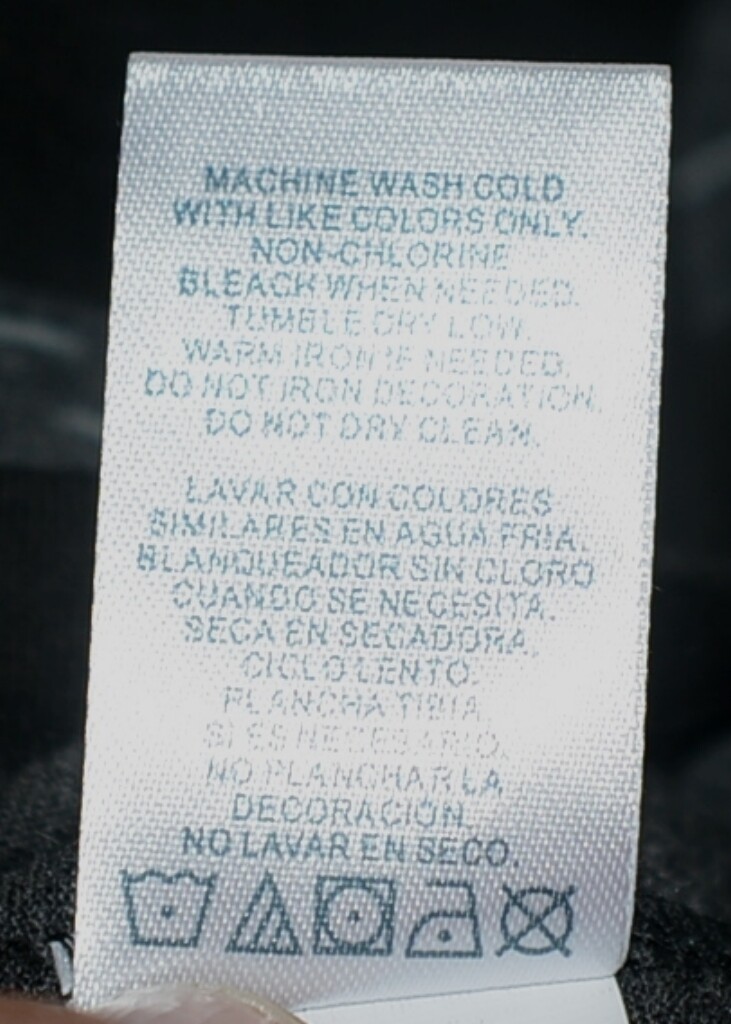 MACHINE WASH COLD
WITH LIKE COLORS ONLY.
NON-CHLORINE
BLEACH WHEN NEEDED.
TUMBLE DRY LOW.
WARM IRON IF NEEDED.
DO NOT IRON DECORATION.
DO NOT DRY CLEAN.
LAVAR CON COLORES
SIMILARES EN AGUA FRIA.
BLANQUEADOR SIN CLORO
CUANDO SE NECESITA.
SECA EN SECADORA.
CICLO LENTO.
PLANCHA TIBIA.
SI ES NECESARIO.
NO PLANCHAR LA
DECORACIÓN.
NO LAVAR EN SECO.